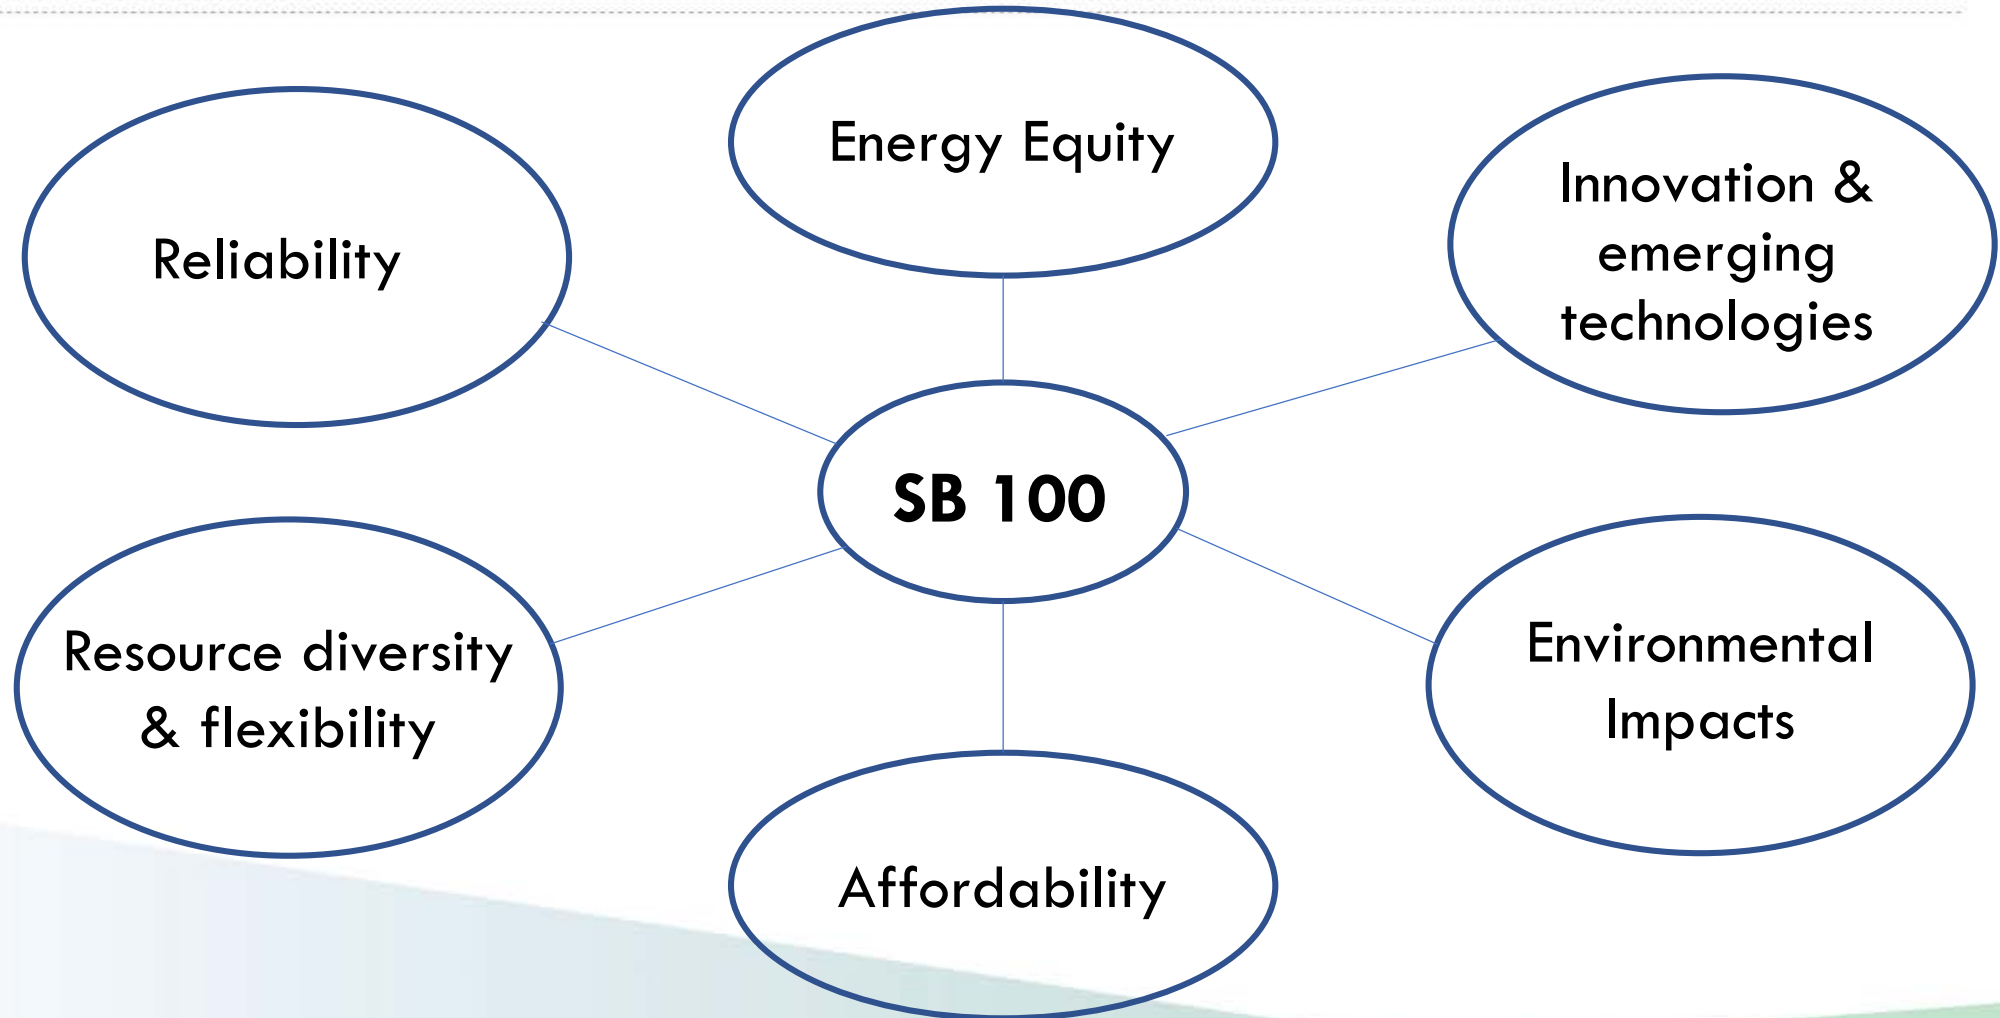 Energy Equity
Reliability
Innovation &
emerging
technologies
SB 100
Resource diversity
& flexibility
Environmental
Impacts
Affordability